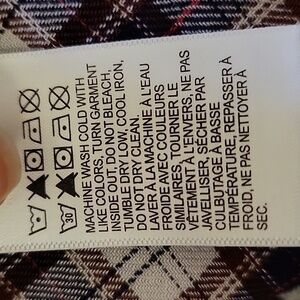 30
MACHINE WASH COLD WITH
LIKE COLORS, TURN GARMENT
INSIDE OUT, DO NOT BLEACH,
TUMBLE DRY LOW, COOL IRON,
DO NOT DRY CLEAN.
LAVER À LA MACHINE À L'EAU
FROIDE AVEC COULEURS
SIMILAIRES, TOURNER LE
VÊTEMENT À L'ENVERS, NE PAS
JAVELLISER, SÉCHER PAR
CULBUTAGE À BASSE
TEMPÉRATURE, REPASSER À
FROID, NE PAS NETTOYER À
SEC.